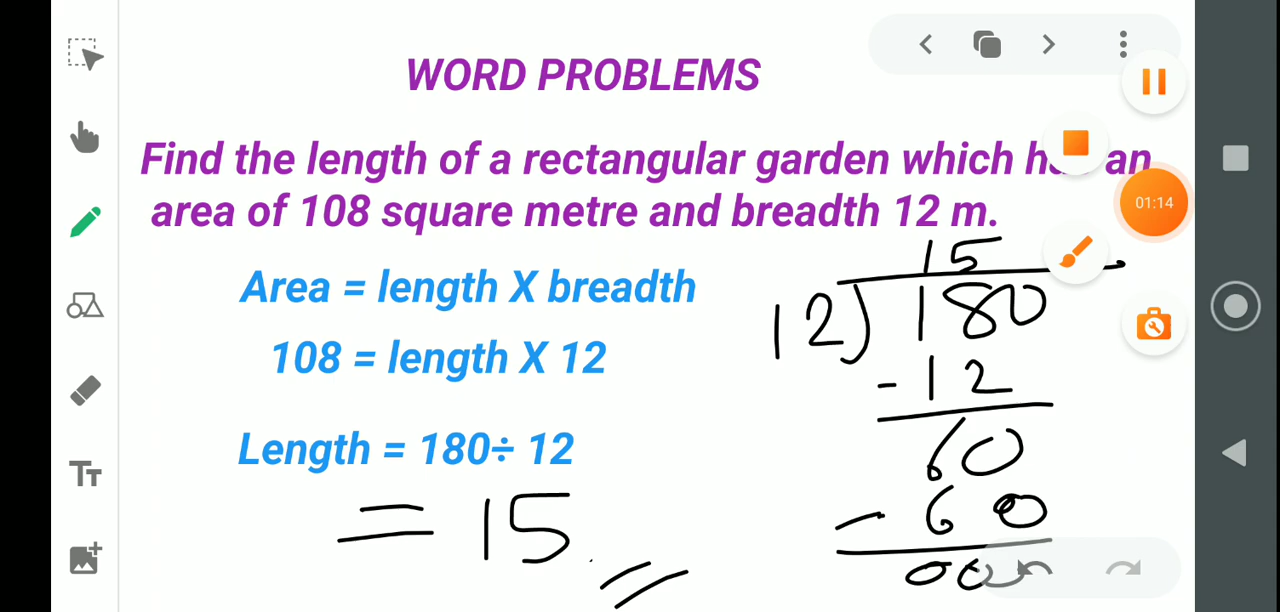 WORD PROBLEMS
01:14
Find the length of a rectangular garden which an
area of 108 square metre and breadth 12 m.
Area = length X breadth
108 = length X 12
Length = 180÷ 12
= 15
15
12) 180
-12
60
- 60
00
TT